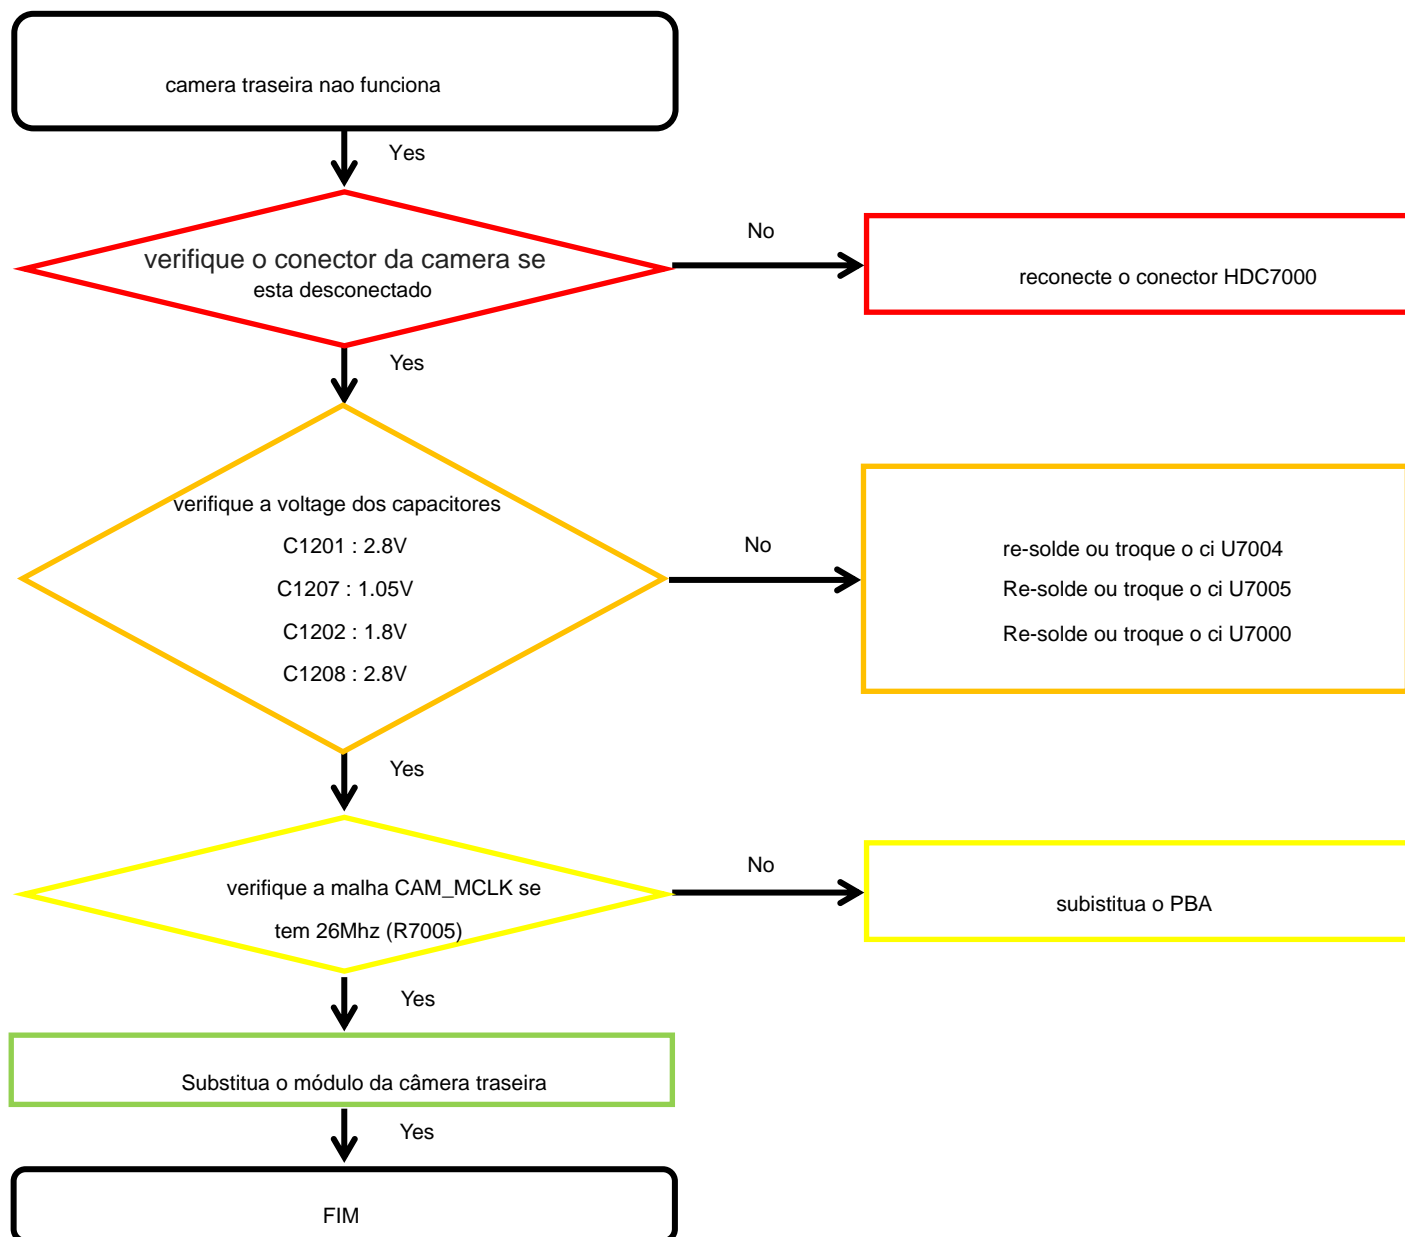 camera traseira nao funciona
Yes
verifique o conector da camera se
esta desconectado
No
reconecte o conector HDC7000
Yes
verifique a voltage dos capacitores
C1201 : 2.8V
C1207 : 1.05V
C1202 : 1.8V
C1208 : 2.8V
No
re-solde ou troque o ci U7004
Re-solde ou troque o ci U7005
Re-solde ou troque o ci U7000
Yes
verifique a malha CAM_MCLK se
tem 26Mhz (R7005)
No
subistitua o PBA
Yes
Substitua o módulo da câmera traseira
Yes
FIM